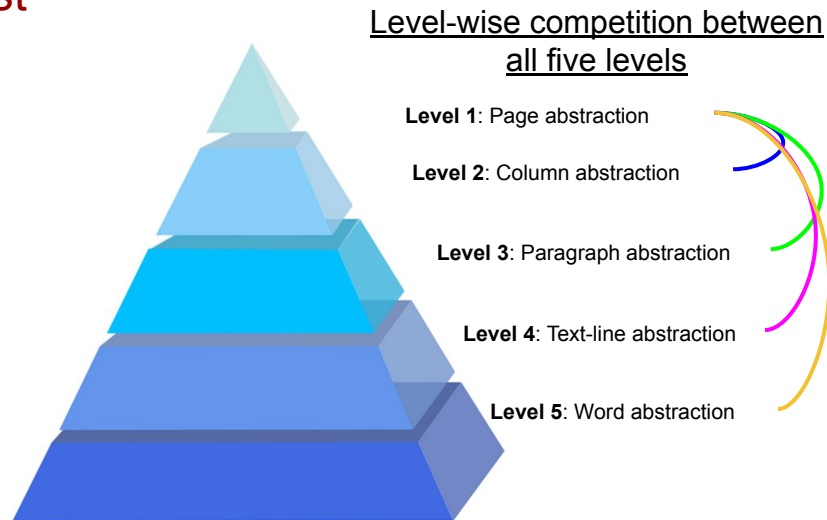 Level-wise competition between
all five levels
Level 1: Page abstraction
Level 2: Column abstraction
Level 3: Paragraph abstraction
Level 4: Text-line abstraction
Level 5: Word abstraction